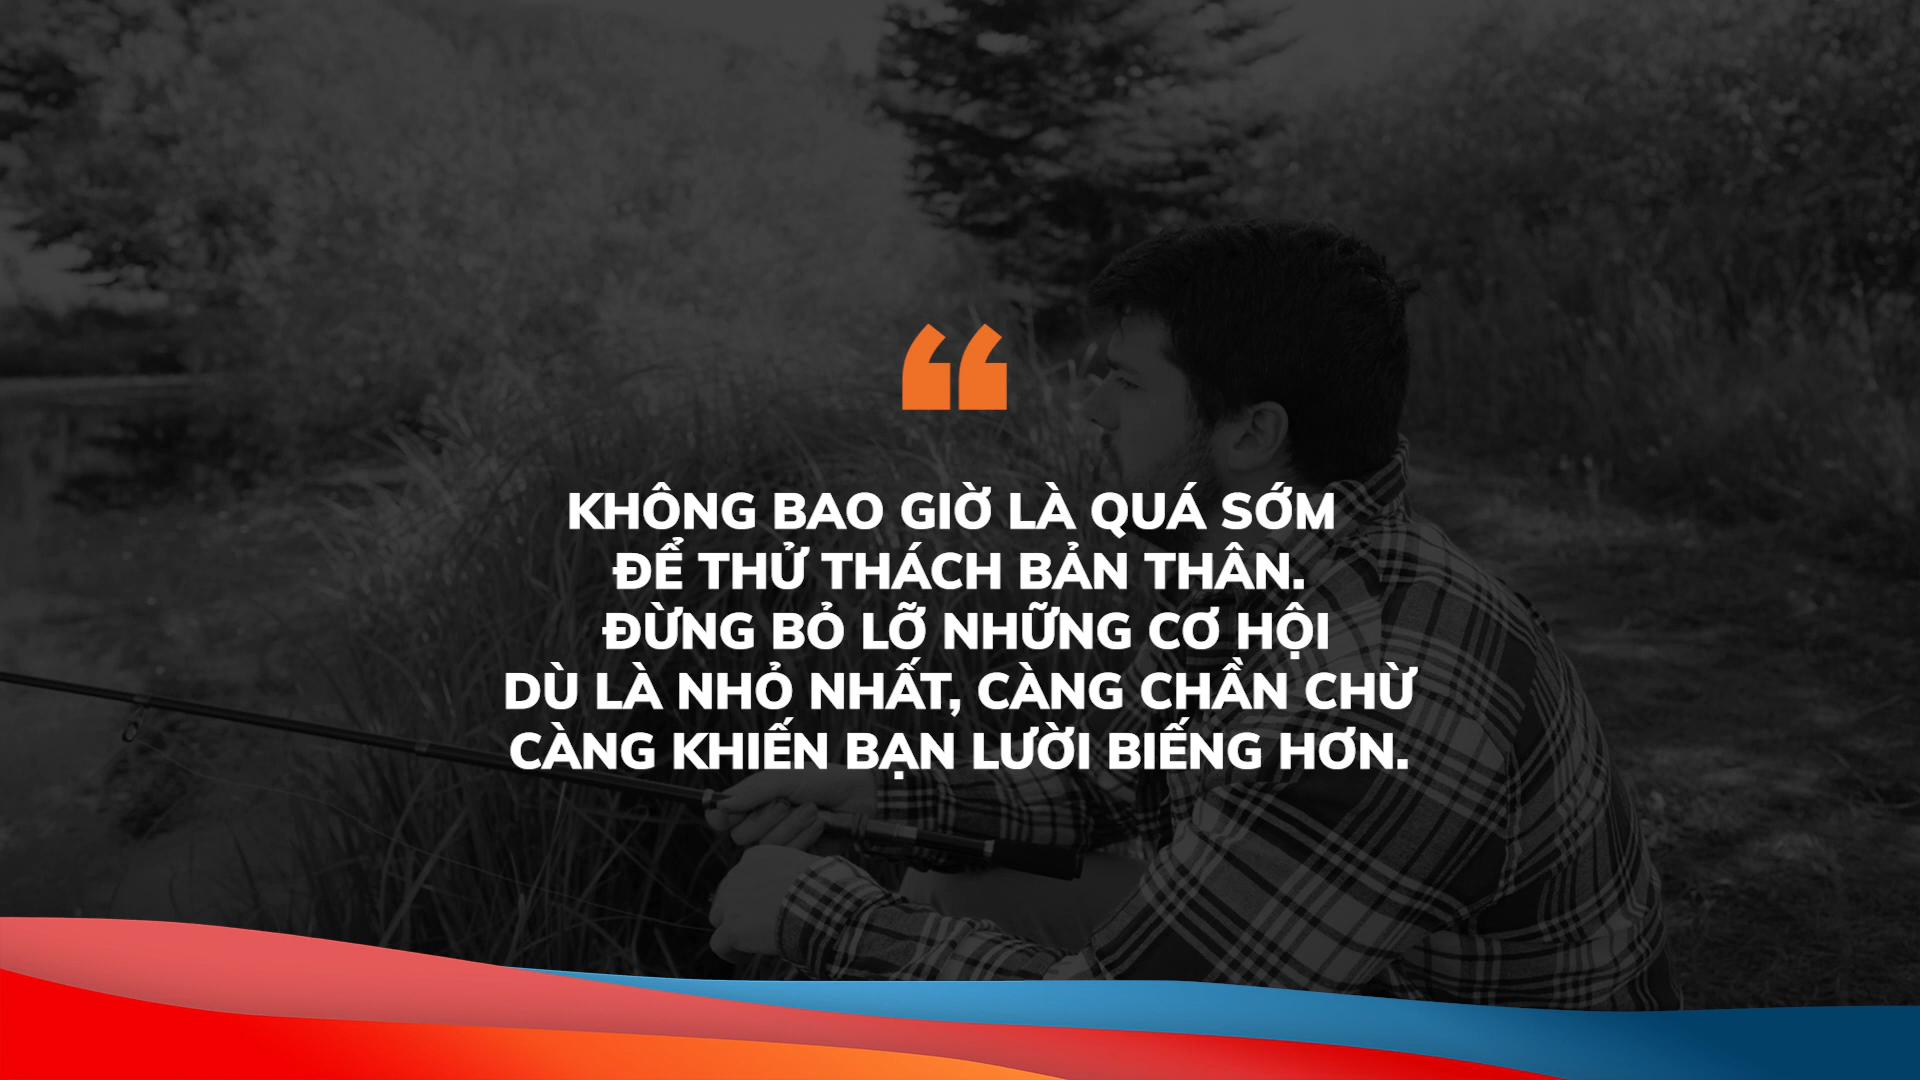 KHÔNG BAO GIỜ LÀ QUÁ SỚM
ĐỂ THỬ THÁCH BẢN THÂN.
ĐỪNG BỎ LỠ NHỮNG CƠ HỘI
DÙ LÀ NHỎ NHẤT, CÀNG CHẦN CHỪ
CÀNG KHIẾN BẠN LƯỜI BIẾNG HƠN.